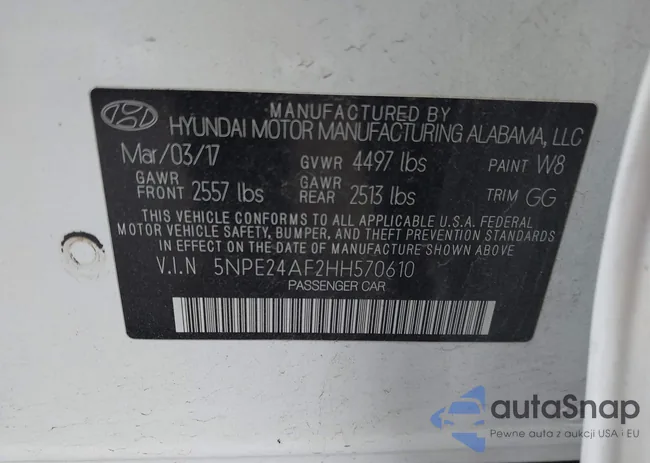 MANUFACTURED BY
HYUNDAI MOTOR MANUFACTURING ALABAMA, LLC
Mar/03/17 GVWR 4497 lbs PAINT W8
GAWR FRONT 2557 lbs GAWR REAR 2513 lbs TRIM GG
THIS VEHICLE CONFORMS TO ALL APPLICABLE U.S.A. FEDERAL
MOTOR VEHICLE SAFETY, BUMPER, AND THEFT PREVENTION STANDARDS
IN EFFECT ON THE DATE OF MANUFACTURE SHOWN ABOVE
V.I.N 5NPE24AF2HH570610
PASSENGER CAR
autoSnap
Pewne auta z aukcji USA i EU